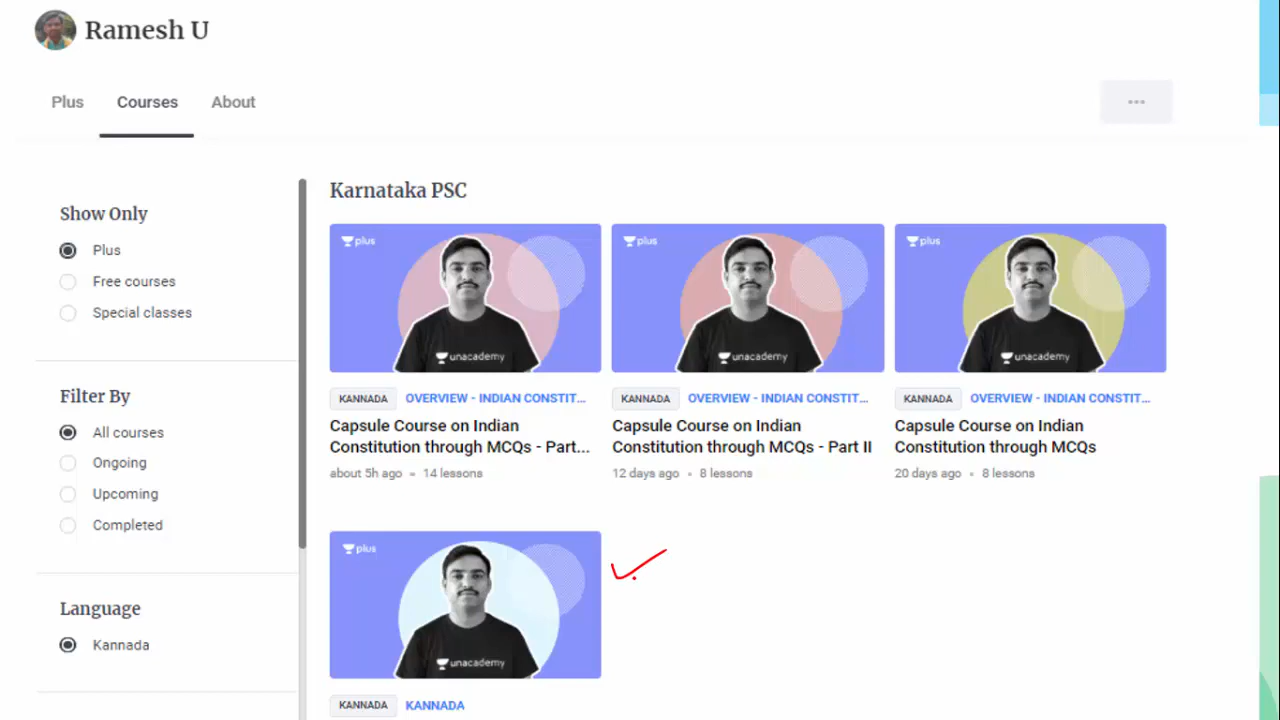 Ramesh U
Plus Courses About
Show Only
Plus
Free courses
Special classes
Filter By
All courses
Ongoing
Upcoming
Completed
Language
Kannada
Karnataka PSC
plus
unacademy
KANNADA OVERVIEW - INDIAN CONSTIT...
Capsule Course on Indian
Constitution through MCQs - Part...
about 5h ago • 14 lessons
plus
unacademy
KANNADA OVERVIEW - INDIAN CONSTIT...
Capsule Course on Indian
Constitution through MCQs - Part II
12 days ago • 8 lessons
plus
unacademy
KANNADA OVERVIEW - INDIAN CONSTIT...
Capsule Course on Indian
Constitution through MCQs
20 days ago • 8 lessons
plus
unacademy
KANNADA KANNADA